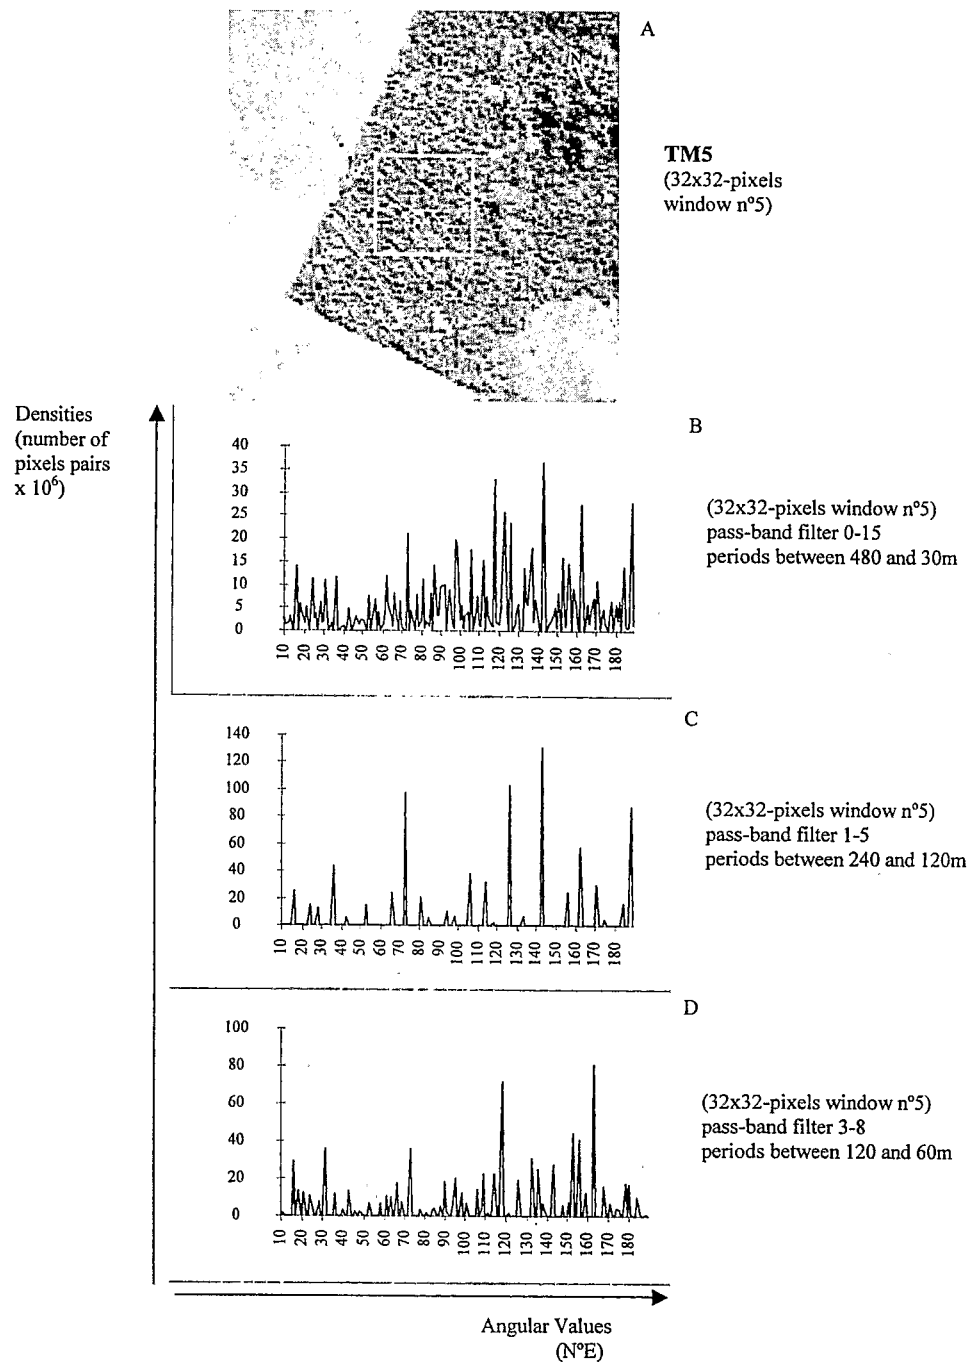 A
N
TM5
(32x32-pixels
window nº5)
Densities
(number of
pixels pairs
x 10⁶)
B
40
35
30
25
20
15
10
5
0
10 20 30 40 50 60 70 80 90 100 110 120 130 140 150 160 170 180
(32x32-pixels window nº5)
pass-band filter 0-15
periods between 480 and 30m
C
140
120
100
80
60
40
20
0
10 20 30 40 50 60 70 80 90 100 110 120 130 140 150 160 170 180
(32x32-pixels window nº5)
pass-band filter 1-5
periods between 240 and 120m
D
100
80
60
40
20
0
10 20 30 40 50 60 70 80 90 100 110 120 130 140 150 160 170 180
(32x32-pixels window nº5)
pass-band filter 3-8
periods between 120 and 60m
Angular Values
(NºE)